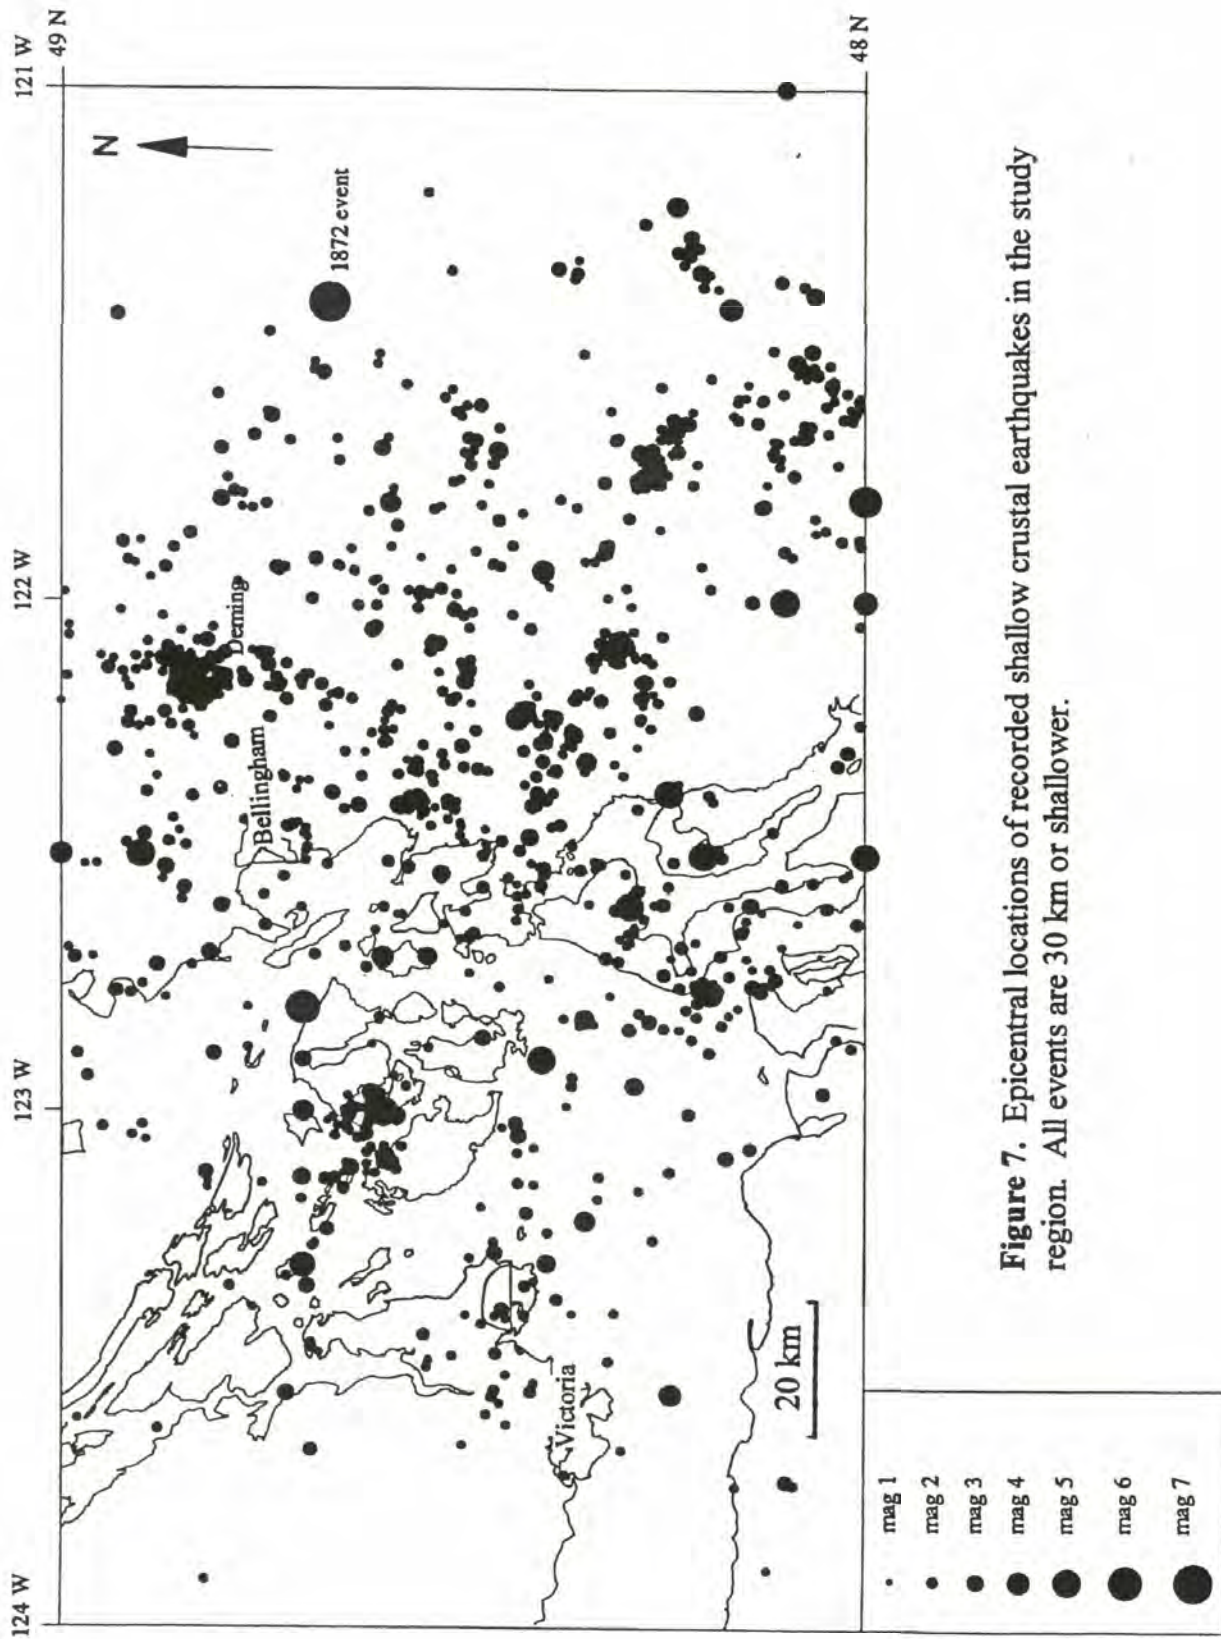 124 W
123 W
122 W
121 W
49 N
N
1872 event
Deming
Bellingham
Victoria
20 km
48 N
mag 1
mag 2
mag 3
mag 4
mag 5
mag 6
mag 7
Figure 7. Epicentral locations of recorded shallow crustal earthquakes in the study
region. All events are 30 km or shallower.